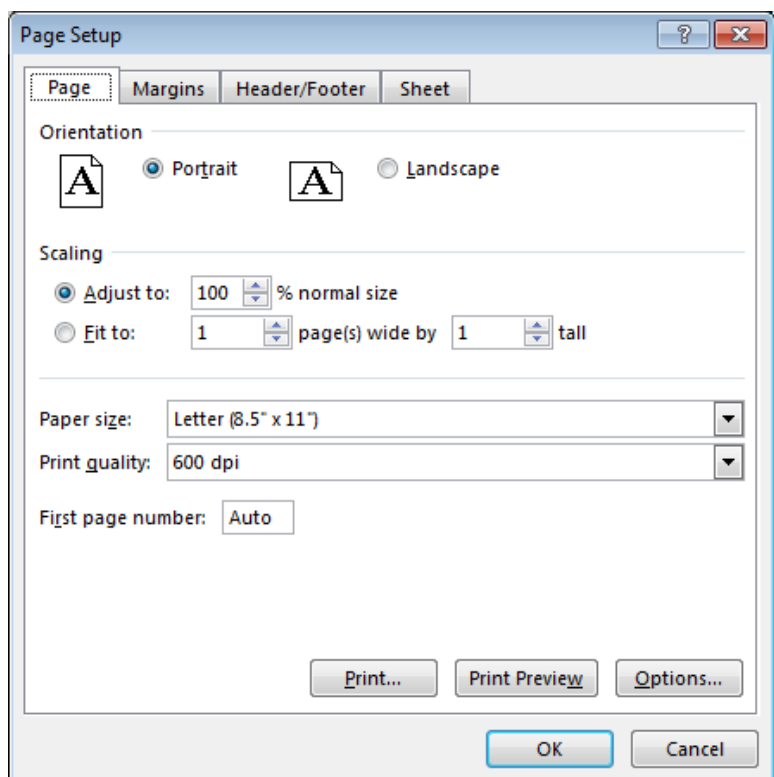 Page Setup
Page Margins Header/Footer Sheet
Orientation
A Portrait A Landscape
Scaling
Adjust to: 100 % normal size
Fit to: 1 page(s) wide by 1 tall
Paper size: Letter (8.5" x 11")
Print quality: 600 dpi
First page number: Auto
Print... Print Preview Options...
OK Cancel